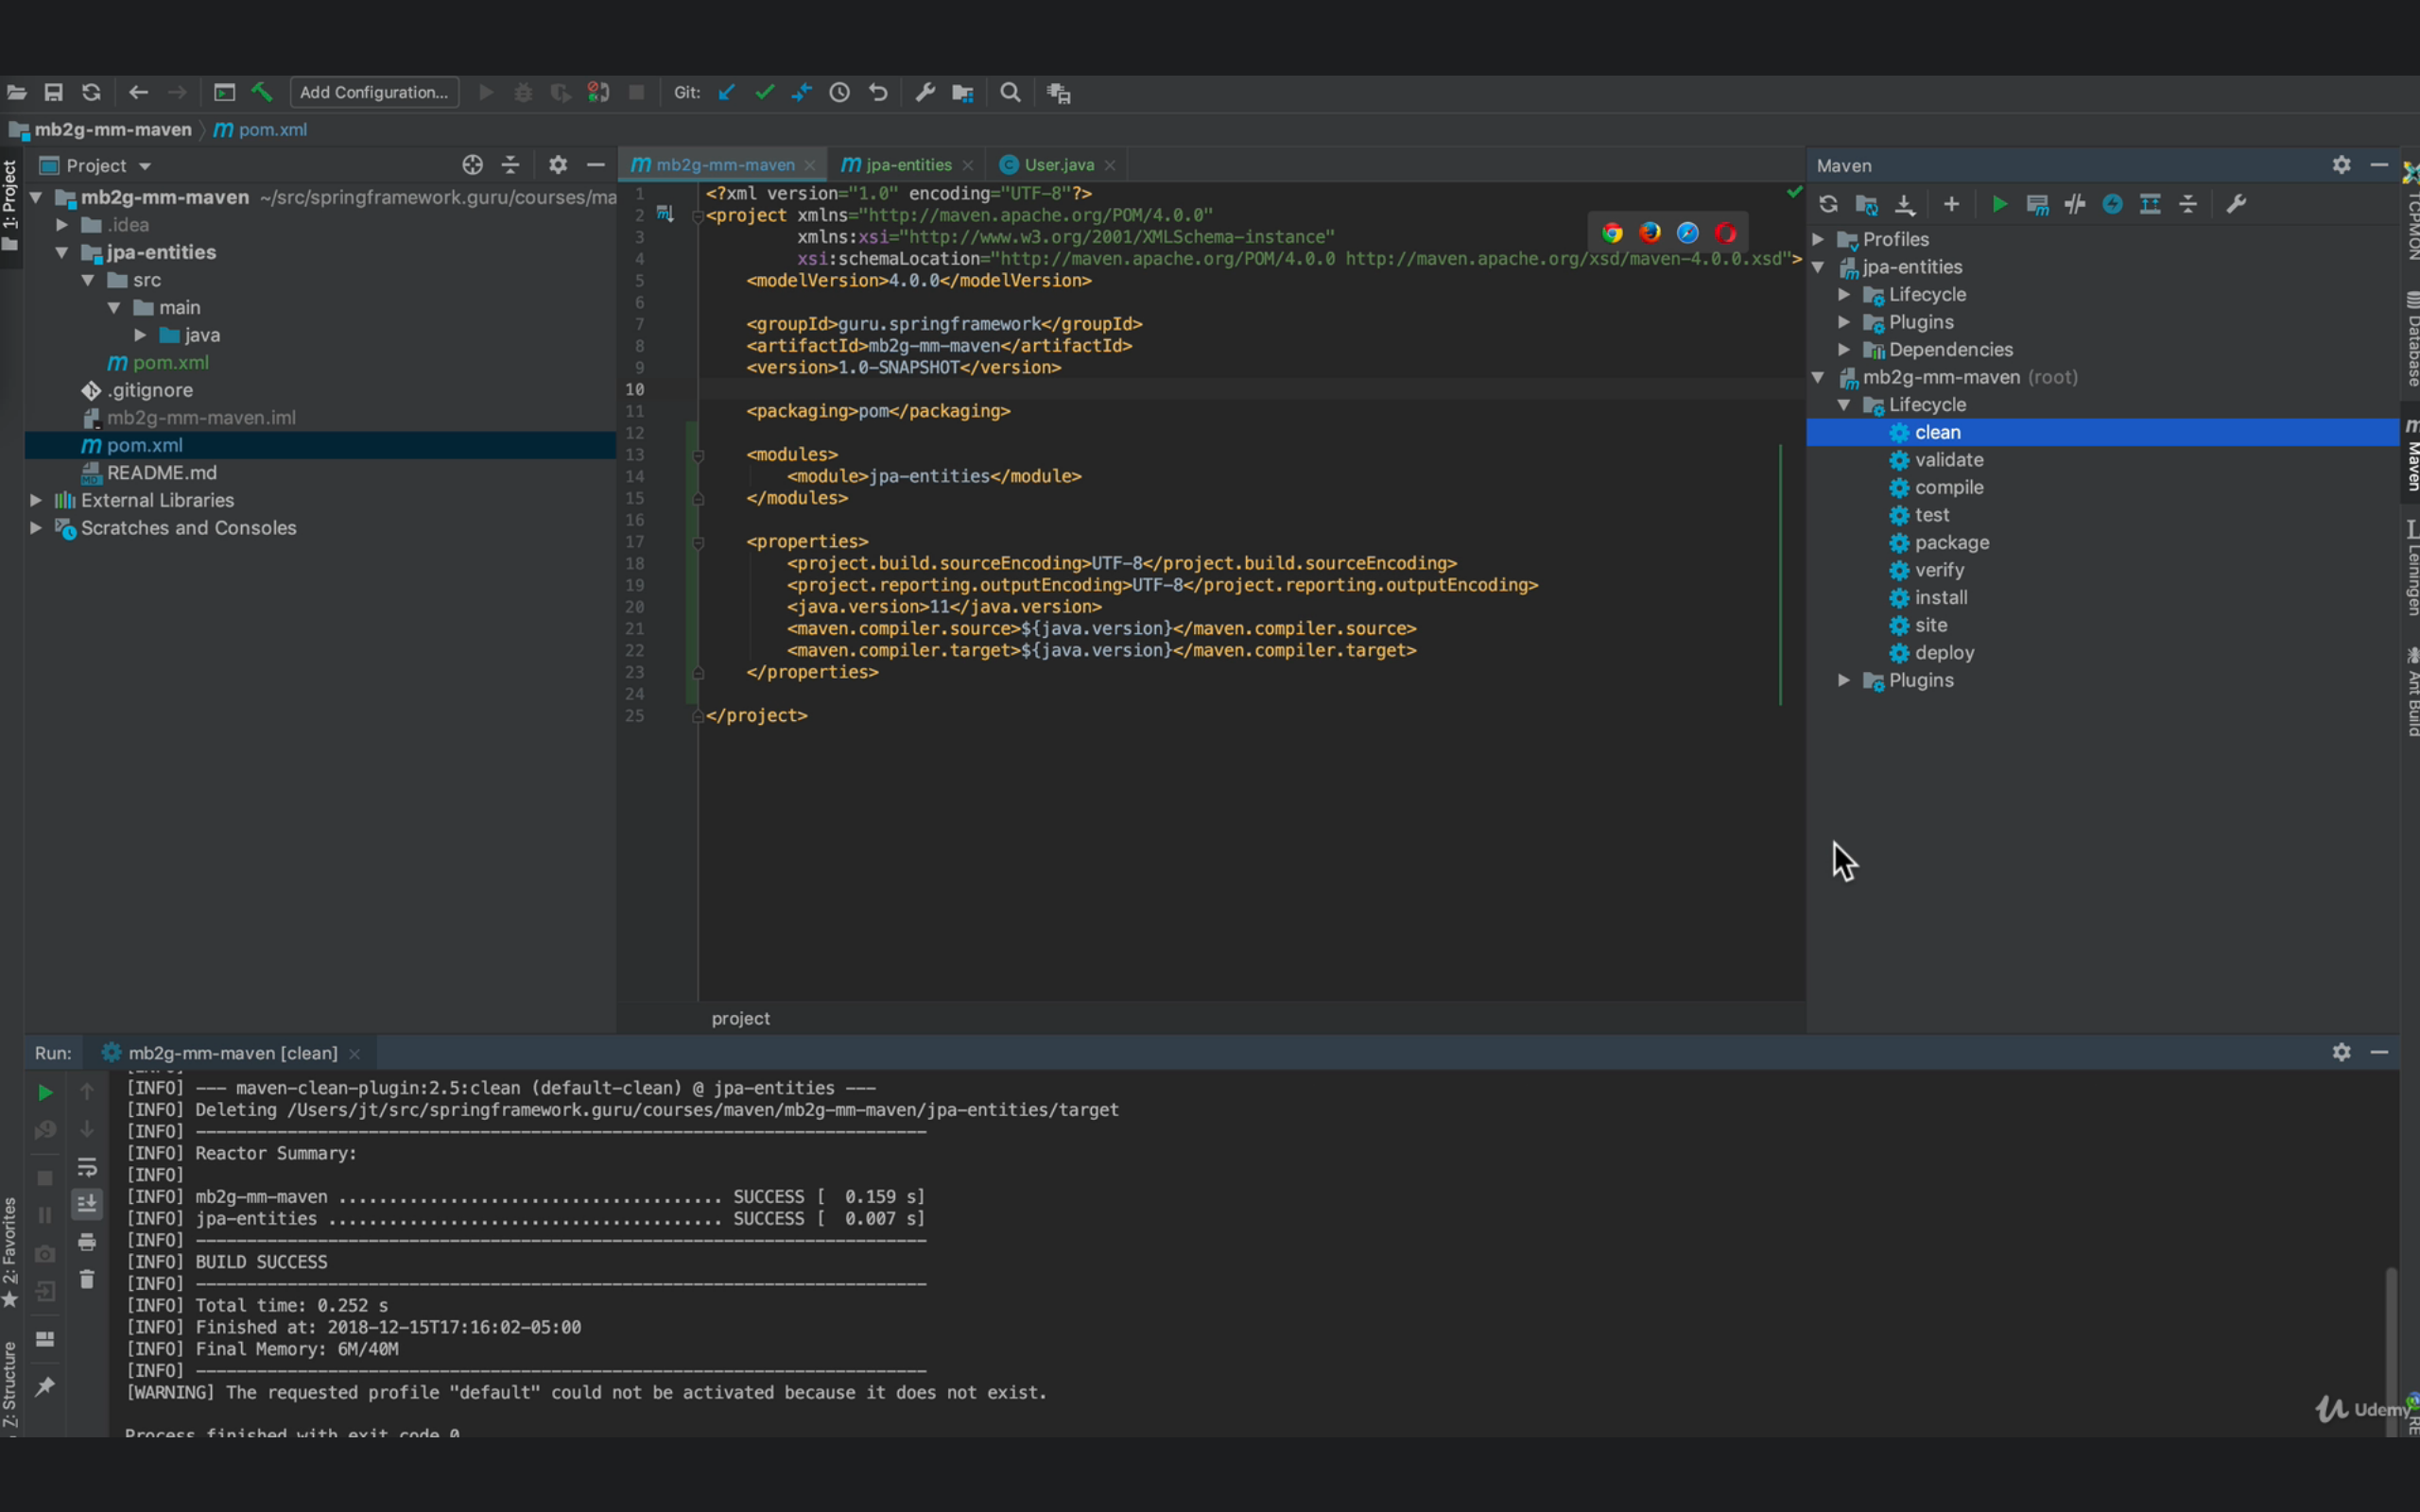 Add Configuration...
Git:
mb2g-mm-maven
pom.xml
1: Project
Project
mb2g-mm-maven ~/src/springframework.guru/courses/ma
.idea
jpa-entities
src
main
java
pom.xml
.gitignore
mb2g-mm-maven.iml
pom.xml
README.md
External Libraries
Scratches and Consoles
mb2g-mm-maven
jpa-entities
User.java
1 <?xml version="1.0" encoding="UTF-8"?>
2 <project xmlns="http://maven.apache.org/POM/4.0.0"
3 xmlns:xsi="http://www.w3.org/2001/XMLSchema-instance"
4 xsi:schemaLocation="http://maven.apache.org/POM/4.0.0 http://maven.apache.org/xsd/maven-4.0.0.xsd">
5 <modelVersion>4.0.0</modelVersion>
6
7 <groupId>guru.springframework</groupId>
8 <artifactId>mb2g-mm-maven</artifactId>
9 <version>1.0-SNAPSHOT</version>
10
11 <packaging>pom</packaging>
12
13 <modules>
14 <module>jpa-entities</module>
15 </modules>
16
17 <properties>
18 <project.build.sourceEncoding>UTF-8</project.build.sourceEncoding>
19 <project.reporting.outputEncoding>UTF-8</project.reporting.outputEncoding>
20 <java.version>11</java.version>
21 <maven.compiler.source>${java.version}</maven.compiler.source>
22 <maven.compiler.target>${java.version}</maven.compiler.target>
23 </properties>
24
25 </project>
project
Maven
Profiles
jpa-entities
Lifecycle
Plugins
Dependencies
mb2g-mm-maven (root)
Lifecycle
clean
validate
compile
test
package
verify
install
site
deploy
Plugins
TCPMON
Database
Maven
Leiningen
Ant Build
Run:
mb2g-mm-maven [clean]
[INFO] --- maven-clean-plugin:2.5:clean (default-clean) @ jpa-entities ---
[INFO] Deleting /Users/jt/src/springframework.guru/courses/maven/mb2g-mm-maven/jpa-entities/target
[INFO] ------------------------------------------------------------------------
[INFO] Reactor Summary:
[INFO]
[INFO] mb2g-mm-maven ...................................... SUCCESS [  0.159 s]
[INFO] jpa-entities ....................................... SUCCESS [  0.007 s]
[INFO] ------------------------------------------------------------------------
[INFO] BUILD SUCCESS
[INFO] ------------------------------------------------------------------------
[INFO] Total time: 0.252 s
[INFO] Finished at: 2018-12-15T17:16:02-05:00
[INFO] Final Memory: 6M/40M
[INFO] ------------------------------------------------------------------------
[WARNING] The requested profile "default" could not be activated because it does not exist.
Process finished with exit code 0
2: Favorites
7: Structure
Udemy